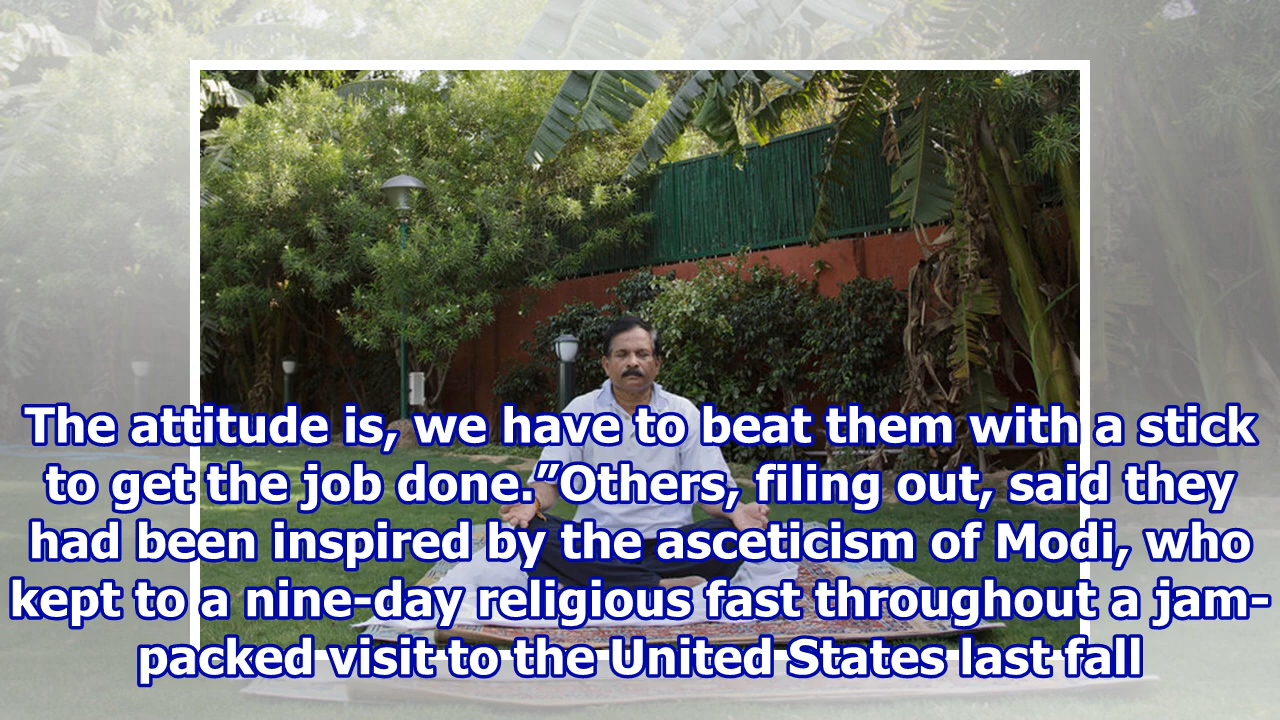 The attitude is, we have to beat them with a stick
to get the job done.”Others, filing out, said they
had been inspired by the asceticism of Modi, who
kept to a nine-day religious fast throughout a jam-
packed visit to the United States last fall